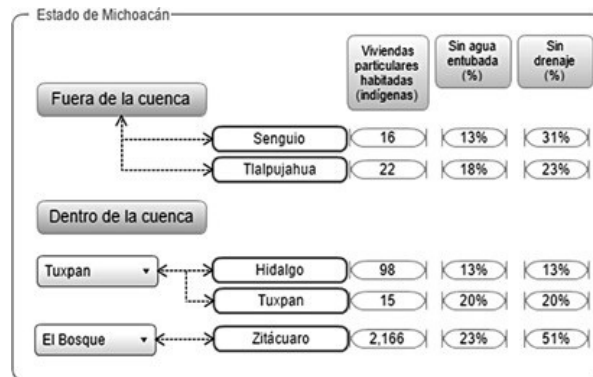 Estado de Michoacán
Viviendas particulares habitadas (indígenas)
Sin agua entubada (%)
Sin drenaje (%)
Fuera de la cuenca
Senguio 16 13% 31%
Tlalpujahua 22 18% 23%
Dentro de la cuenca
Tuxpan Hidalgo 98 13% 13%
Tuxpan 15 20% 20%
El Bosque Zitácuaro 2,166 23% 51%